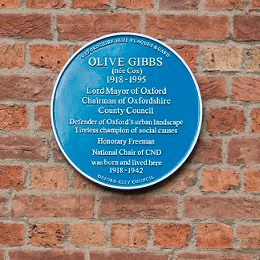 OXFORDSHIRE BLUE PLAQUES BOARD
OLIVE GIBBS
(née Cox)
1918-1995
Lord Mayor of Oxford
Chairman of Oxfordshire
County Council
Defender of Oxford's urban landscape
Tireless champion of social causes
Honorary Freeman
National Chair of CND
was born and lived here
1918-1942
OXFORD CITY COUNCIL